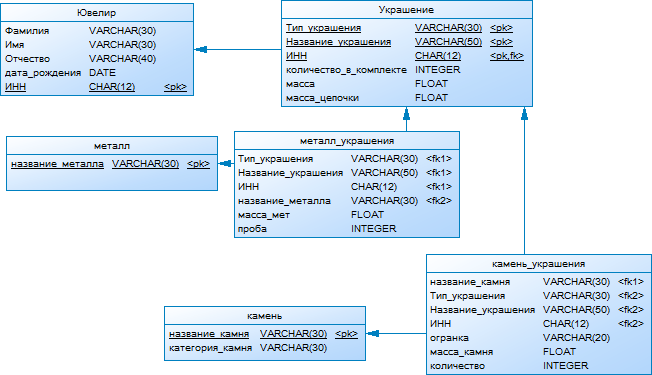 Ювелир
Фамилия VARCHAR(30)
Имя VARCHAR(30)
Отчество VARCHAR(40)
дата_рождения DATE
ИНН CHAR(12) <pk>
Украшение
Тип_украшения VARCHAR(30) <pk>
Название_украшения VARCHAR(50) <pk>
ИНН CHAR(12) <pk,fk>
количество_в_комплекте INTEGER
масса FLOAT
масса_цепочки FLOAT
металл
название_металла VARCHAR(30) <pk>
металл_украшения
Тип_украшения VARCHAR(30) <fk1>
Название_украшения VARCHAR(50) <fk1>
ИНН CHAR(12) <fk1>
название_металла VARCHAR(30) <fk2>
масса_мет FLOAT
проба INTEGER
камень_украшения
название_камня VARCHAR(30) <fk1>
Тип_украшения VARCHAR(30) <fk2>
Название_украшения VARCHAR(50) <fk2>
ИНН CHAR(12) <fk2>
огранка VARCHAR(20)
масса_камня FLOAT
количество INTEGER
камень
название_камня VARCHAR(30) <pk>
категория_камня VARCHAR(30)